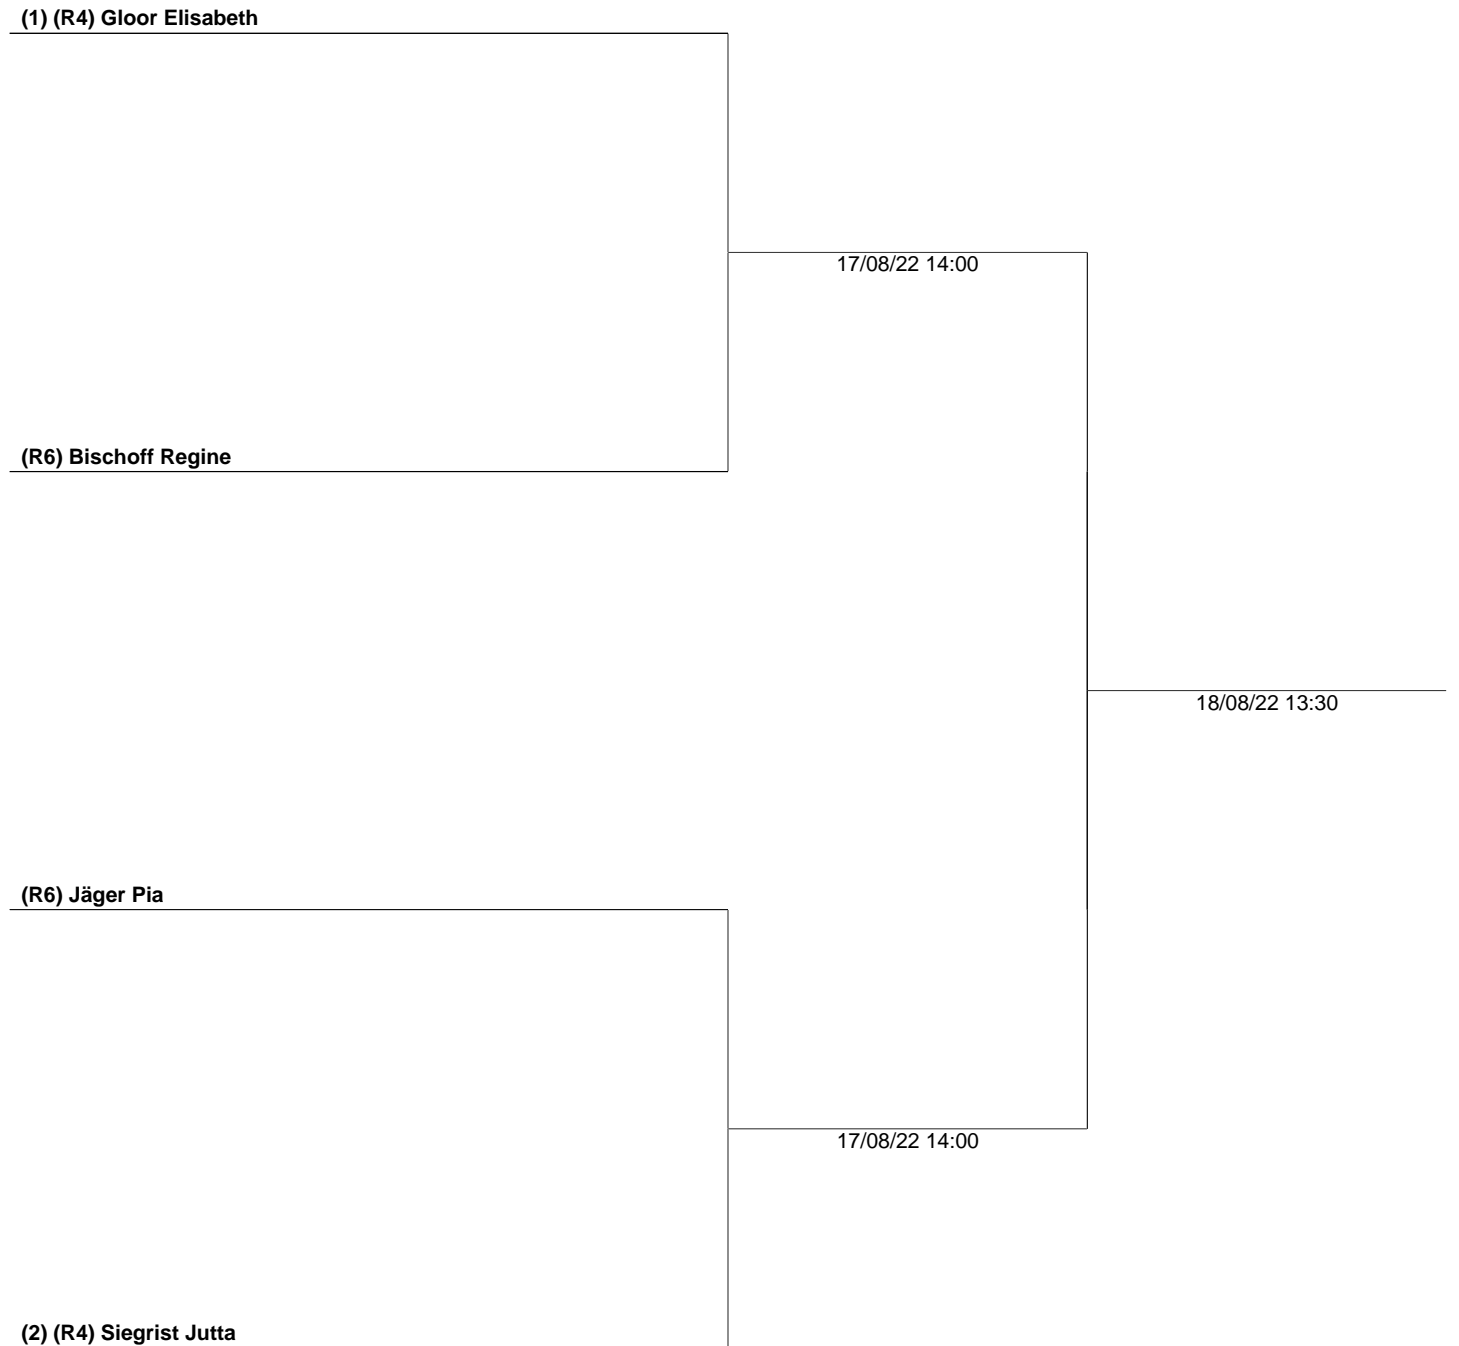 (1) (R4) Gloor Elisabeth
17/08/22 14:00
(R6) Bischoff Regine
18/08/22 13:30
(R6) Jäger Pia
17/08/22 14:00
(2) (R4) Siegrist Jutta